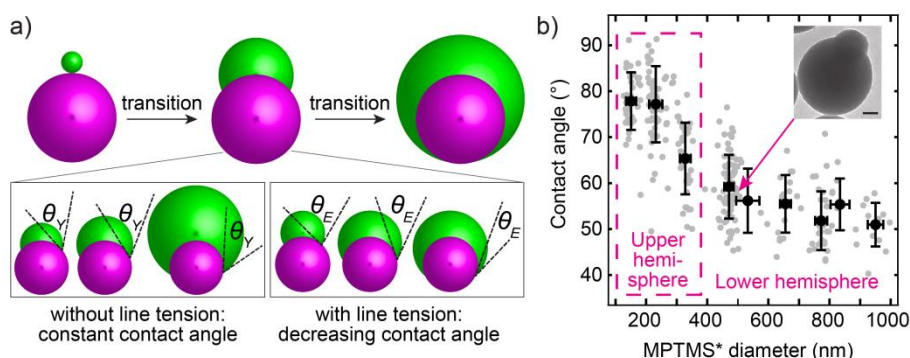 a)
transition
transition
θY
θY
θY
θE
θE
θE
without line tension:
constant contact angle
with line tension:
decreasing contact angle
b)
Contact angle (°)
90
80
70
60
50
40
Upper
hemi-
sphere
Lower hemisphere
200 400 600 800 1000
MPTMS* diameter (nm)